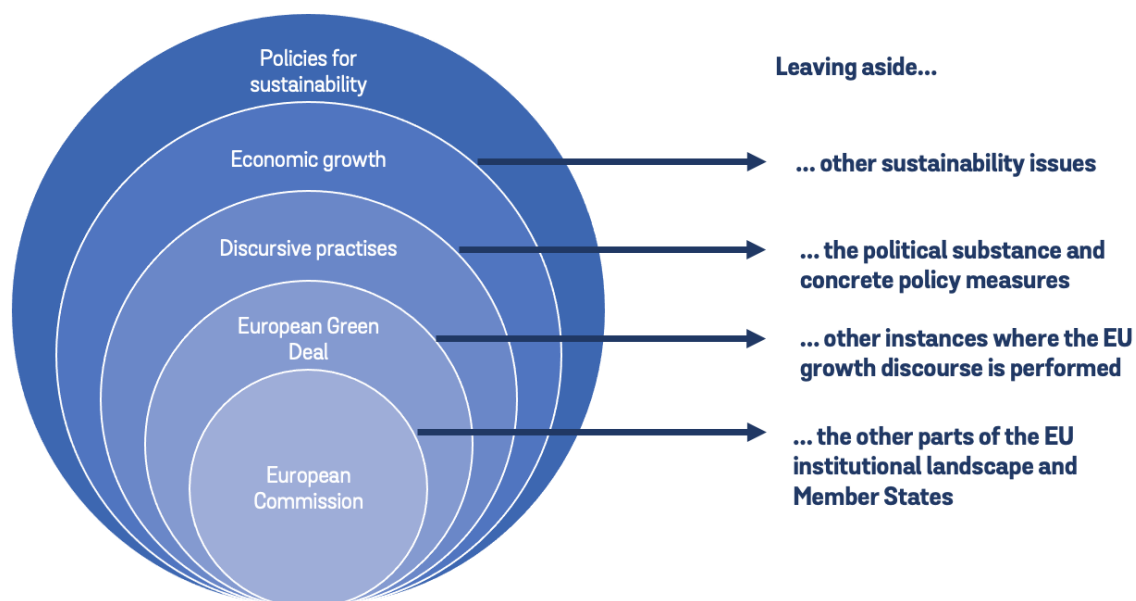 Policies for
sustainability
Leaving aside...
Economic growth
... other sustainability issues
Discursive practises
... the political substance and
concrete policy measures
European Green
Deal
... other instances where the EU
growth discourse is performed
European
Commission
... the other parts of the EU
institutional landscape and
Member States